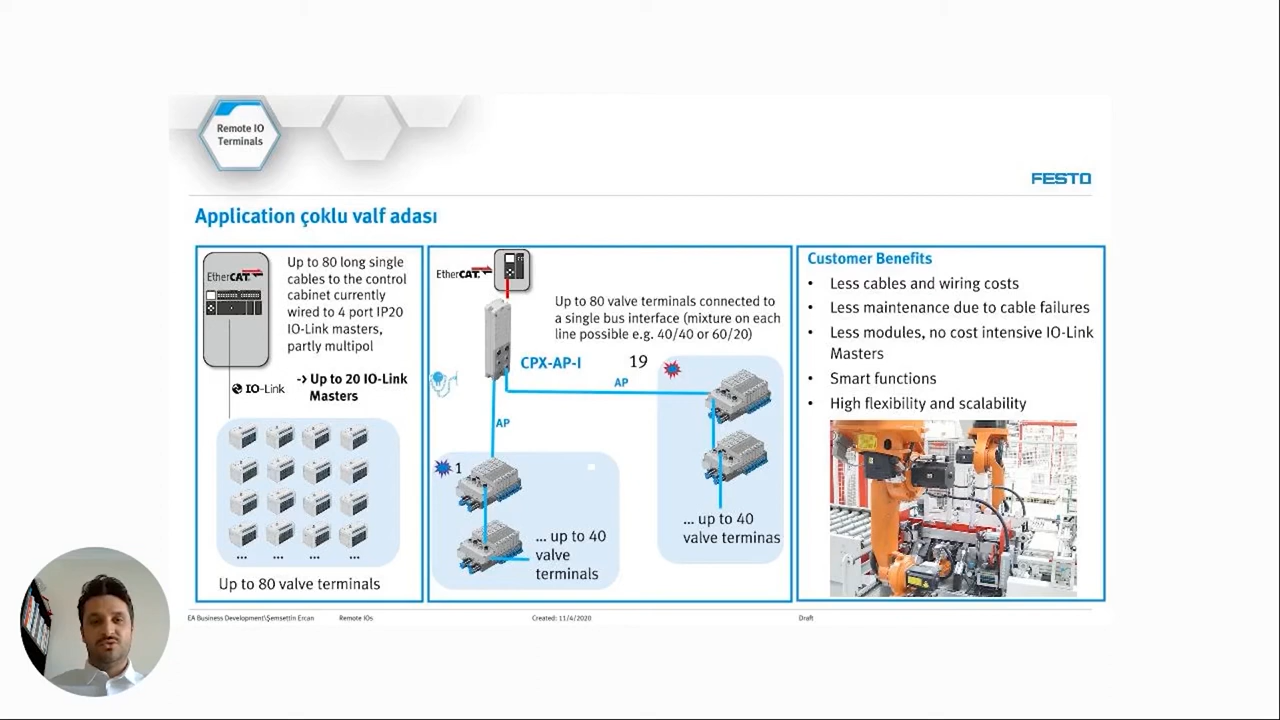 Remote IO
Terminals
FESTO
Application çoklu valf adası
EtherCAT
Up to 80 long single
cables to the control
cabinet currently
wired to 4 port IP20
IO-Link masters,
partly multipol
IO-Link
-> Up to 20 IO-Link
Masters
...
...
...
...
Up to 80 valve terminals
EtherCAT
Up to 80 valve terminals connected to
a single bus interface (mixture on each
line possible e.g. 40/40 or 60/20)
CPX-AP-I
19
AP
AP
1
... up to 40
valve
terminals
... up to 40
valve terminas
Customer Benefits
• Less cables and wiring costs
• Less maintenance due to cable failures
• Less modules, no cost intensive IO-Link
Masters
• Smart functions
• High flexibility and scalability
EA Business Development\Şemsettin Ercan
Remote IOs
Created: 11/4/2020
Draft